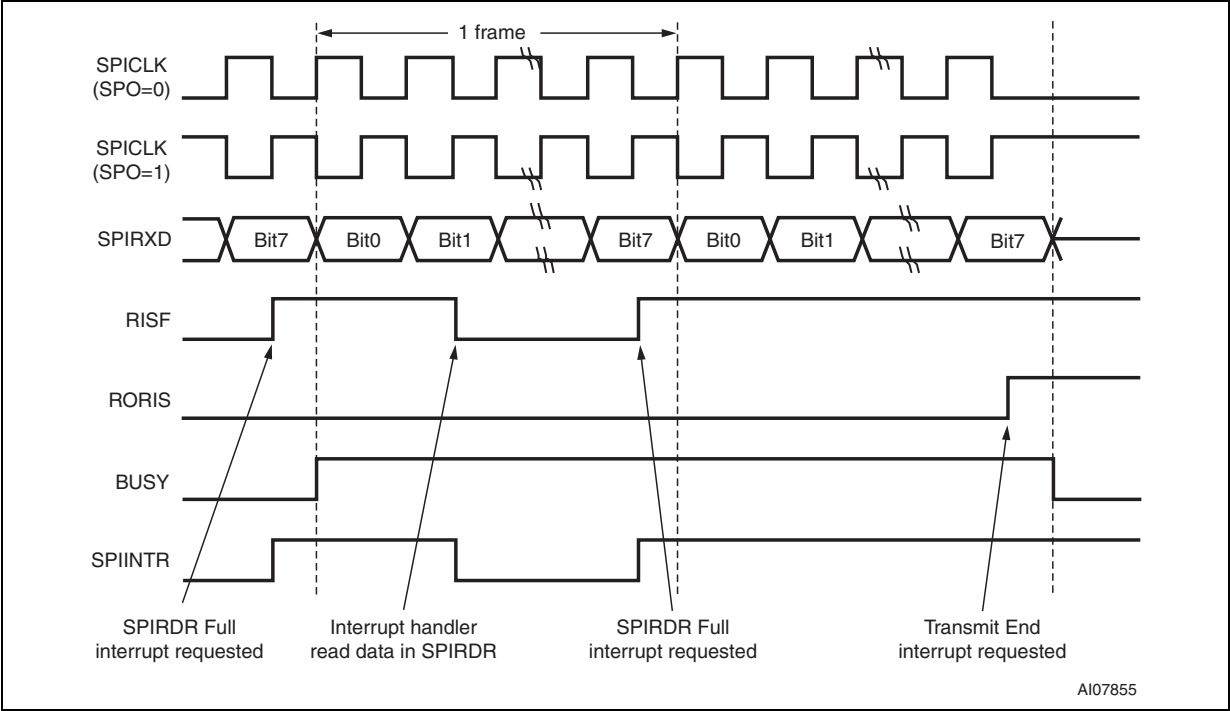 1 frame
SPICLK
(SPO=0)
SPICLK
(SPO=1)
SPIRXD
Bit7
Bit0
Bit1
Bit7
Bit0
Bit1
Bit7
RISF
RORIS
BUSY
SPIINTR
SPIRDR Full
interrupt requested
Interrupt handler
read data in SPIRDR
SPIRDR Full
interrupt requested
Transmit End
interrupt requested
AI07855